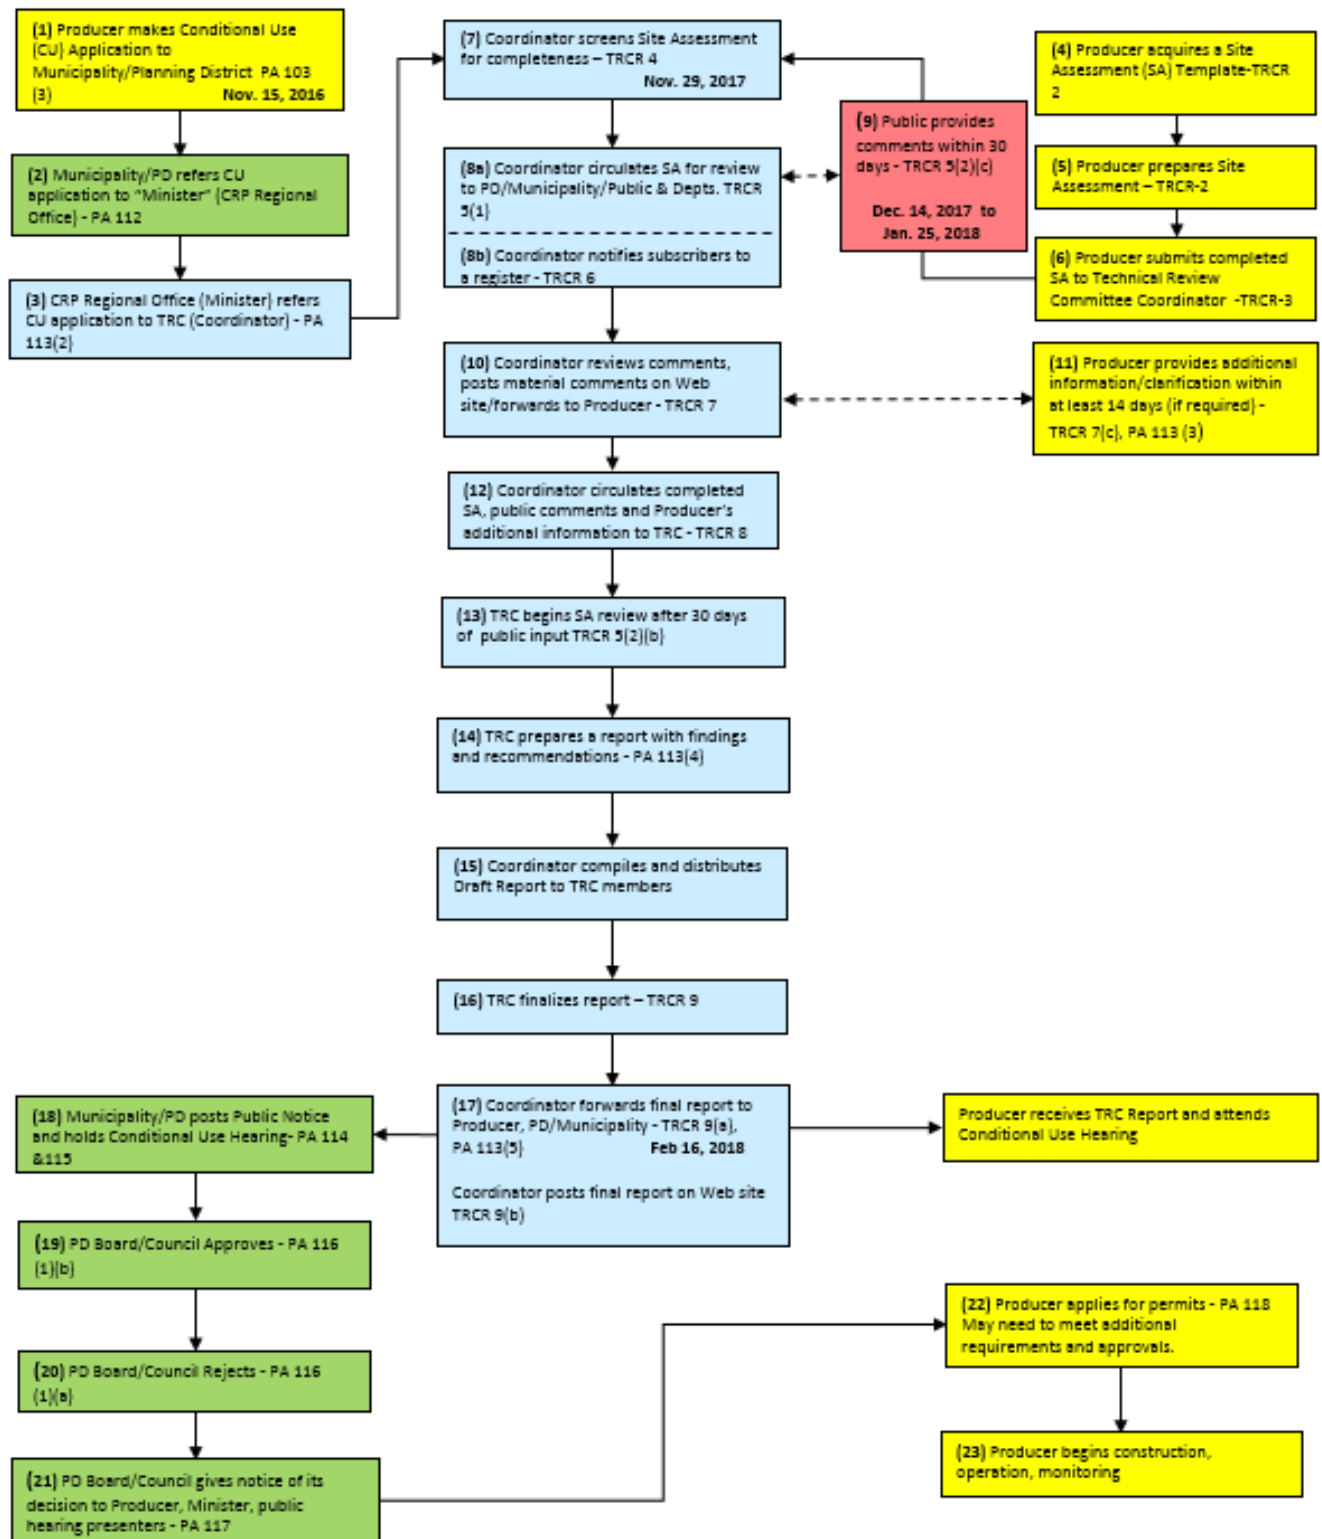 (1) Producer makes Conditional Use
(CU) Application to
Municipality/Planning District PA 103
(3) Nov. 15, 2016
(2) Municipality/PD refers CU
application to "Minister" (CRP Regional
Office) - PA 112
(3) CRP Regional Office (Minister) refers
CU application to TRC (Coordinator) - PA
113(2)
(4) Producer acquires a Site
Assessment (SA) Template-TRCR
2
(5) Producer prepares Site
Assessment – TRCR-2
(6) Producer submits completed
SA to Technical Review
Committee Coordinator -TRCR-3
(7) Coordinator screens Site Assessment
for completeness – TRCR 4
Nov. 29, 2017
(8a) Coordinator circulates SA for review
to PD/Municipality/Public & Depts. TRCR
5(1)
(8b) Coordinator notifies subscribers to
a register - TRCR 6
(9) Public provides
comments within 30
days - TRCR 5(2)(c)
Dec. 14, 2017 to
Jan. 25, 2018
(10) Coordinator reviews comments,
posts material comments on Web
site/forwards to Producer - TRCR 7
(11) Producer provides additional
information/clarification within
at least 14 days (if required) -
TRCR 7(c), PA 113 (3)
(12) Coordinator circulates completed
SA, public comments and Producer's
additional information to TRC - TRCR 8
(13) TRC begins SA review after 30 days
of public input TRCR 5(2)(b)
(14) TRC prepares a report with findings
and recommendations - PA 113(4)
(15) Coordinator compiles and distributes
Draft Report to TRC members
(16) TRC finalizes report – TRCR 9
(17) Coordinator forwards final report to
Producer, PD/Municipality - TRCR 9(a),
PA 113(5) Feb 16, 2018
Coordinator posts final report on Web site
TRCR 9(b)
Producer receives TRC Report and attends
Conditional Use Hearing
(18) Municipality/PD posts Public Notice
and holds Conditional Use Hearing- PA 114
&115
(19) PD Board/Council Approves - PA 116
(1)(b)
(20) PD Board/Council Rejects - PA 116
(1)(a)
(21) PD Board/Council gives notice of its
decision to Producer, Minister, public
hearing presenters - PA 117
(22) Producer applies for permits - PA 118
May need to meet additional
requirements and approvals.
(23) Producer begins construction,
operation, monitoring